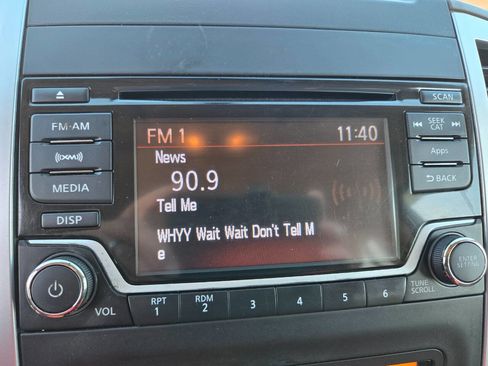 SCAN
FM·AM
FM 1
11:40
SEEK
CAT
News
(XM)
90.9
Apps
MEDIA
BACK
Tell Me
DISP
WHYY Wait Wait Don't Tell M
e
ENTER
SETTING
VOL
RPT
1
RDM
2
3
4
5
6
TUNE
SCROLL